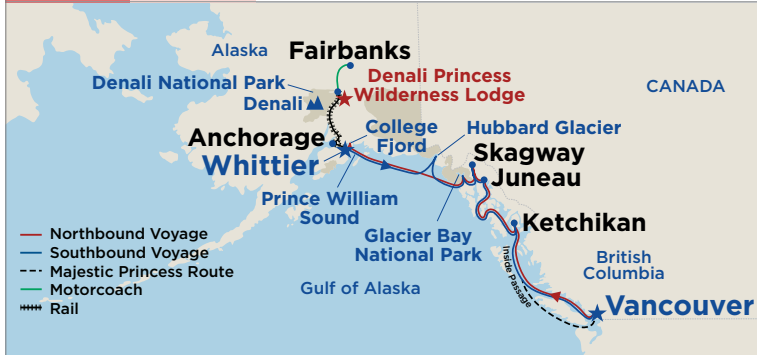 Alaska
Fairbanks
Denali National Park
Denali
Denali Princess
Wilderness Lodge
CANADA
Anchorage
Whittier
College
Fjord
Hubbard Glacier
Skagway
Juneau
Prince William
Sound
Glacier Bay
National Park
Ketchikan
Northbound Voyage
Southbound Voyage
Majestic Princess Route
Motorcoach
Rail
Gulf of Alaska
Inside Passage
British
Columbia
Vancouver